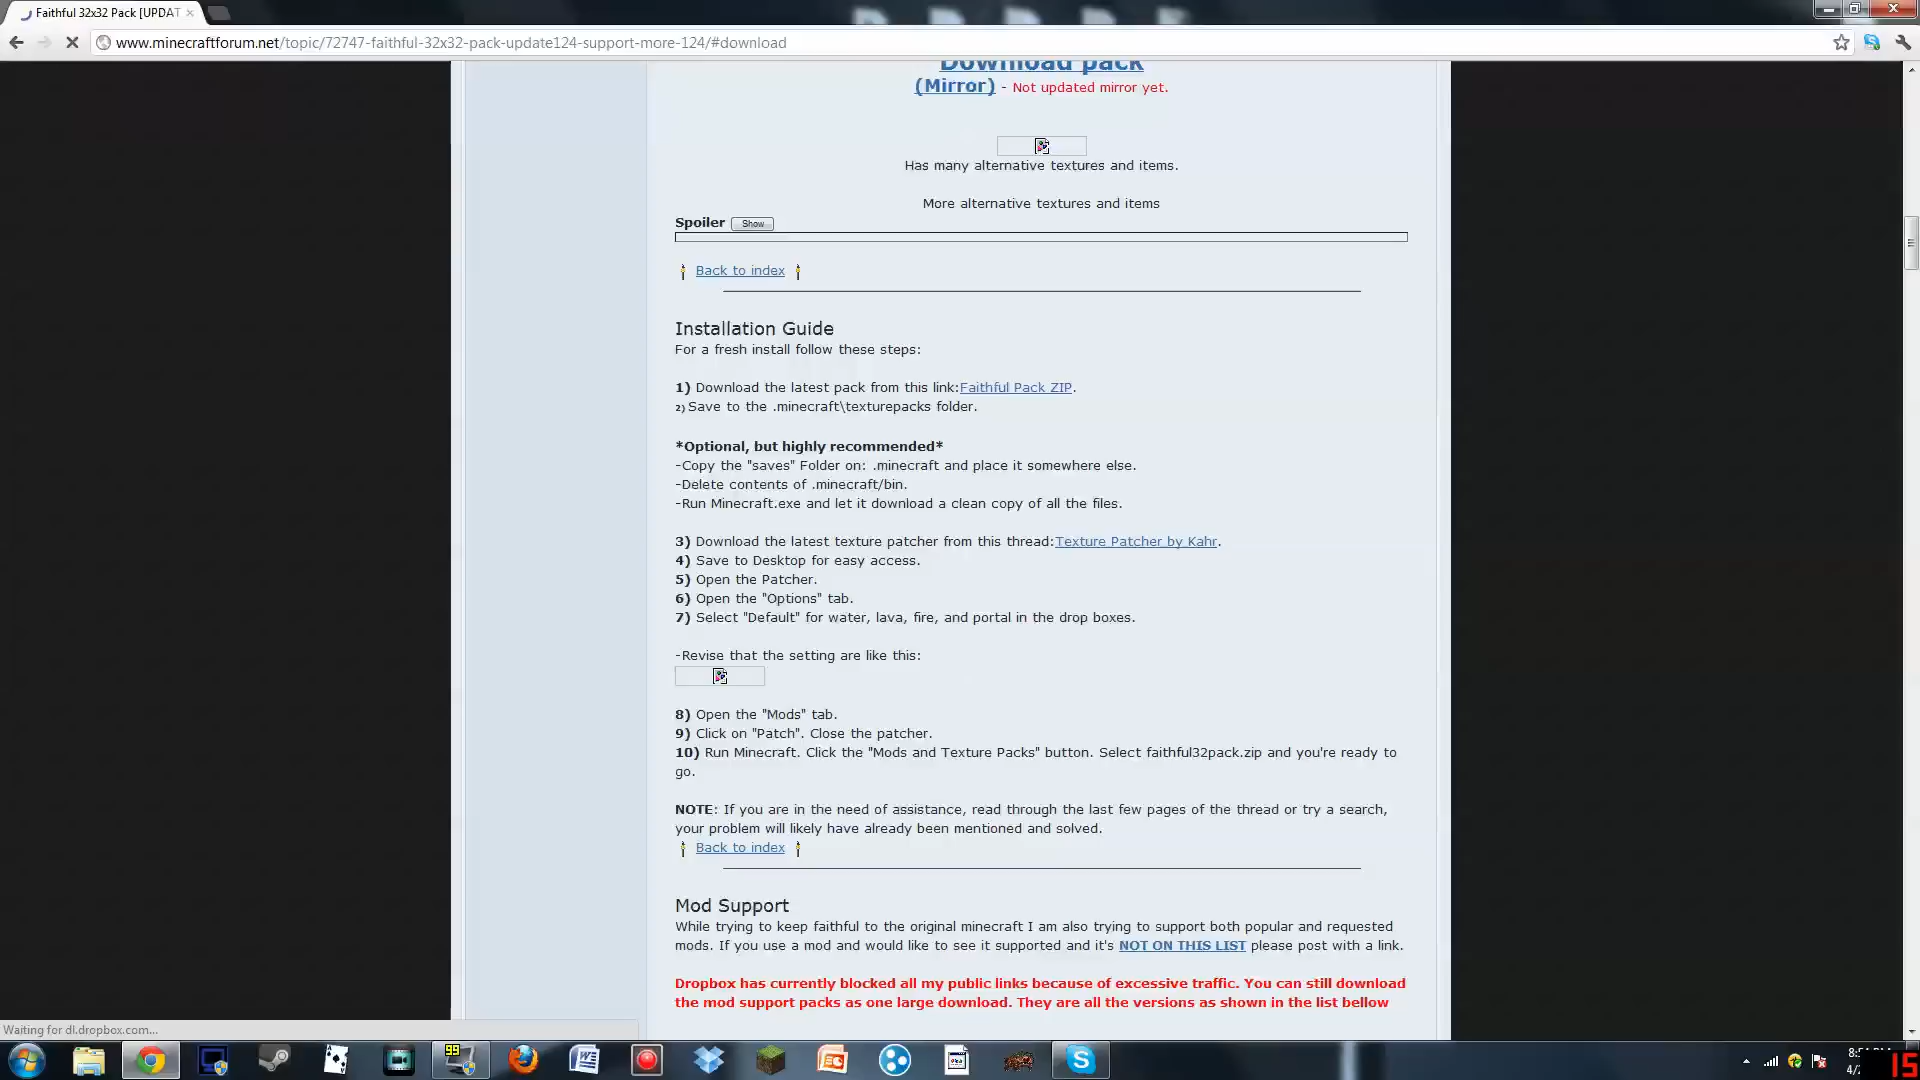 Faithful 32x32 Pack [UPDAT
www.minecraftforum.net/topic/72747-faithful-32x32-pack-update124-support-more-124/#download
Download pack
(Mirror) - Not updated mirror yet.
Has many alternative textures and items.
More alternative textures and items
Spoiler Show
Back to index
Installation Guide
For a fresh install follow these steps:
1) Download the latest pack from this link:Faithful Pack ZIP.
2) Save to the .minecraft\texturepacks folder.
*Optional, but highly recommended*
-Copy the "saves" Folder on: .minecraft and place it somewhere else.
-Delete contents of .minecraft/bin.
-Run Minecraft.exe and let it download a clean copy of all the files.
3) Download the latest texture patcher from this thread:Texture Patcher by Kahr.
4) Save to Desktop for easy access.
5) Open the Patcher.
6) Open the "Options" tab.
7) Select "Default" for water, lava, fire, and portal in the drop boxes.
-Revise that the setting are like this:
8) Open the "Mods" tab.
9) Click on "Patch". Close the patcher.
10) Run Minecraft. Click the "Mods and Texture Packs" button. Select faithful32pack.zip and you're ready to
go.
NOTE: If you are in the need of assistance, read through the last few pages of the thread or try a search,
your problem will likely have already been mentioned and solved.
Back to index
Mod Support
While trying to keep faithful to the original minecraft I am also trying to support both popular and requested
mods. If you use a mod and would like to see it supported and it's NOT ON THIS LIST please post with a link.
Dropbox has currently blocked all my public links because of excessive traffic. You can still download
the mod support packs as one large download. They are all the versions as shown in the list bellow
Waiting for dl.dropbox.com...
99
15